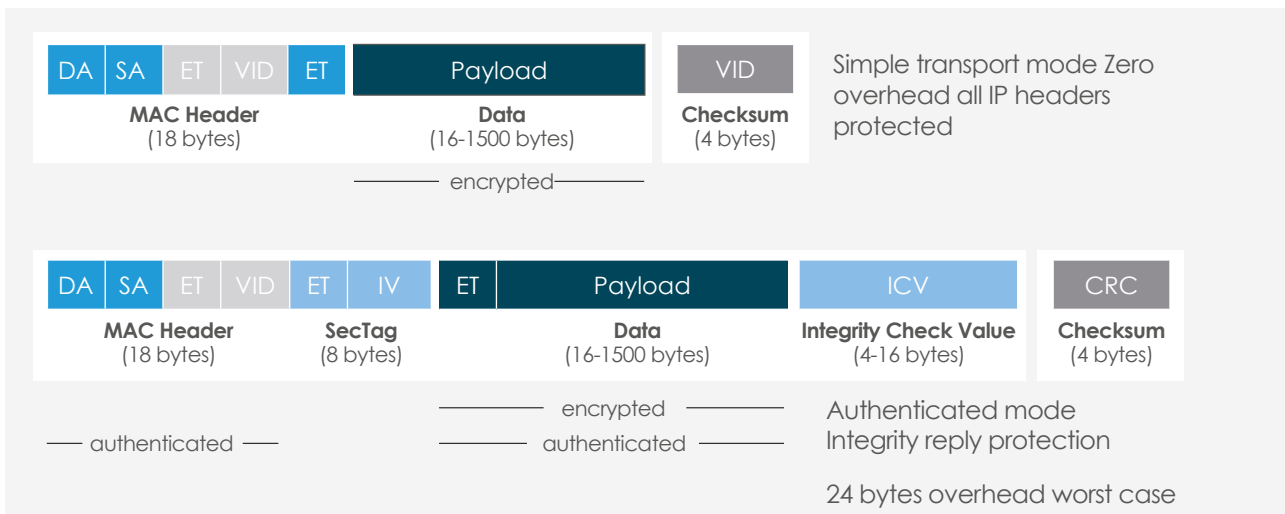 DA SA ET VID ET Payload VID
MAC Header Data Checksum
(18 bytes) (16-1500 bytes) (4 bytes)
encrypted
Simple transport mode Zero
overhead all IP headers
protected
DA SA ET VID ET IV ET Payload ICV CRC
MAC Header SecTag Data Integrity Check Value Checksum
(18 bytes) (8 bytes) (16-1500 bytes) (4-16 bytes) (4 bytes)
encrypted
authenticated authenticated
Authenticated mode
Integrity reply protection
24 bytes overhead worst case